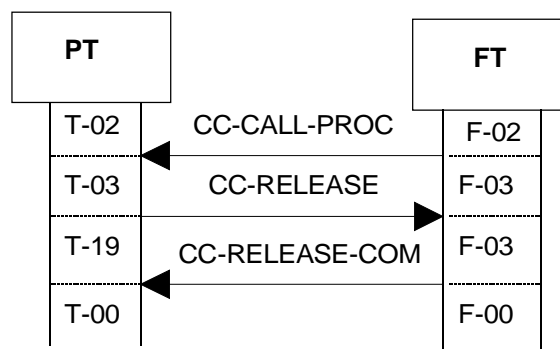 PT FT
T-02 CC-CALL-PROC F-02
T-03 CC-RELEASE F-03
T-19 CC-RELEASE-COM F-03
T-00 F-00